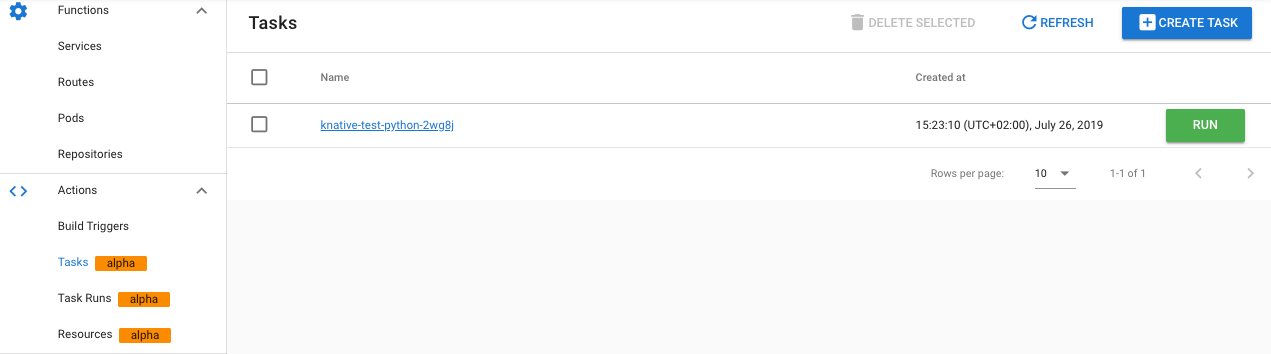 Functions
Services
Routes
Pods
Repositories
Actions
Build Triggers
Tasks alpha
Task Runs alpha
Resources alpha
Tasks
DELETE SELECTED
REFRESH
CREATE TASK
Name Created at
knative-test-python-2wg8j 15:23:10 (UTC+02:00), July 26, 2019 RUN
Rows per page: 10 1-1 of 1